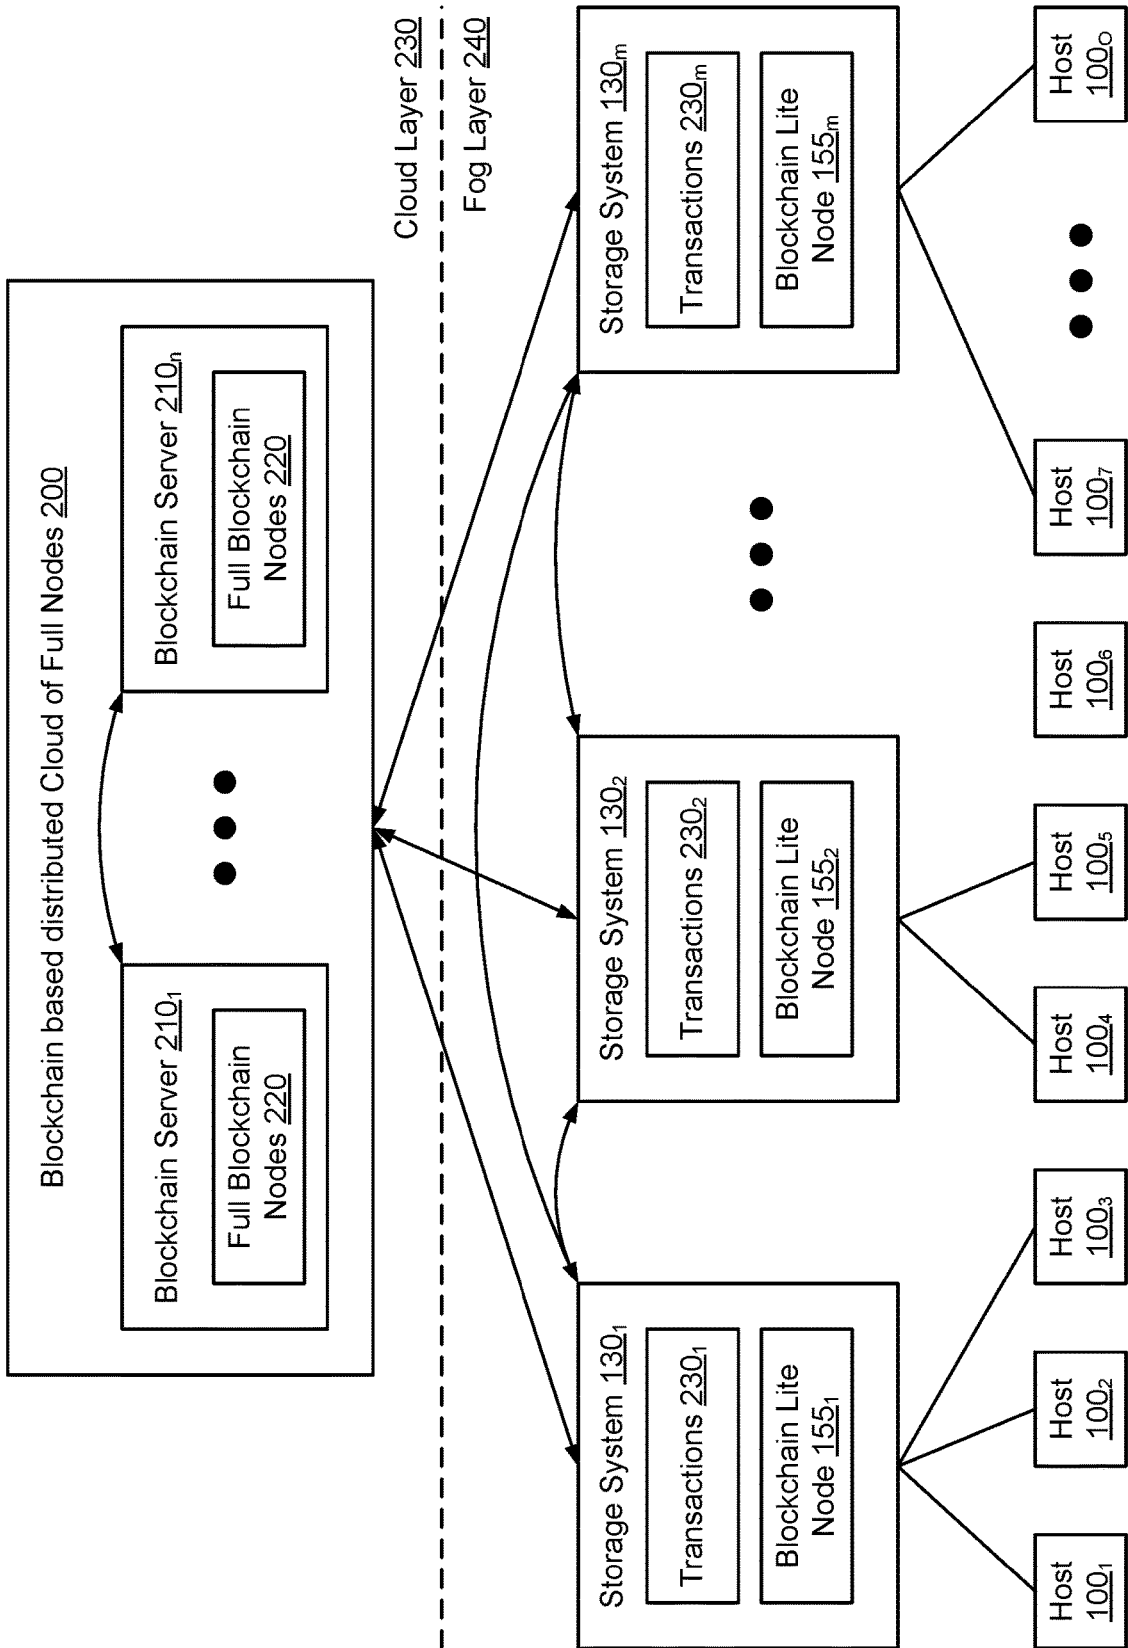 Blockchain based distributed Cloud of Full Nodes 200
Blockchain Server 210₁
Full Blockchain
Nodes 220
Blockchain Server 210ₙ
Full Blockchain
Nodes 220
Cloud Layer 230
Fog Layer 240
Storage System 130₁
Transactions 230₁
Blockchain Lite
Node 155₁
Storage System 130₂
Transactions 230₂
Blockchain Lite
Node 155₂
Storage System 130ₘ
Transactions 230ₘ
Blockchain Lite
Node 155ₘ
Host
100₁
Host
100₂
Host
100₃
Host
100₄
Host
100₅
Host
100₆
Host
100₇
Host
100ₒ